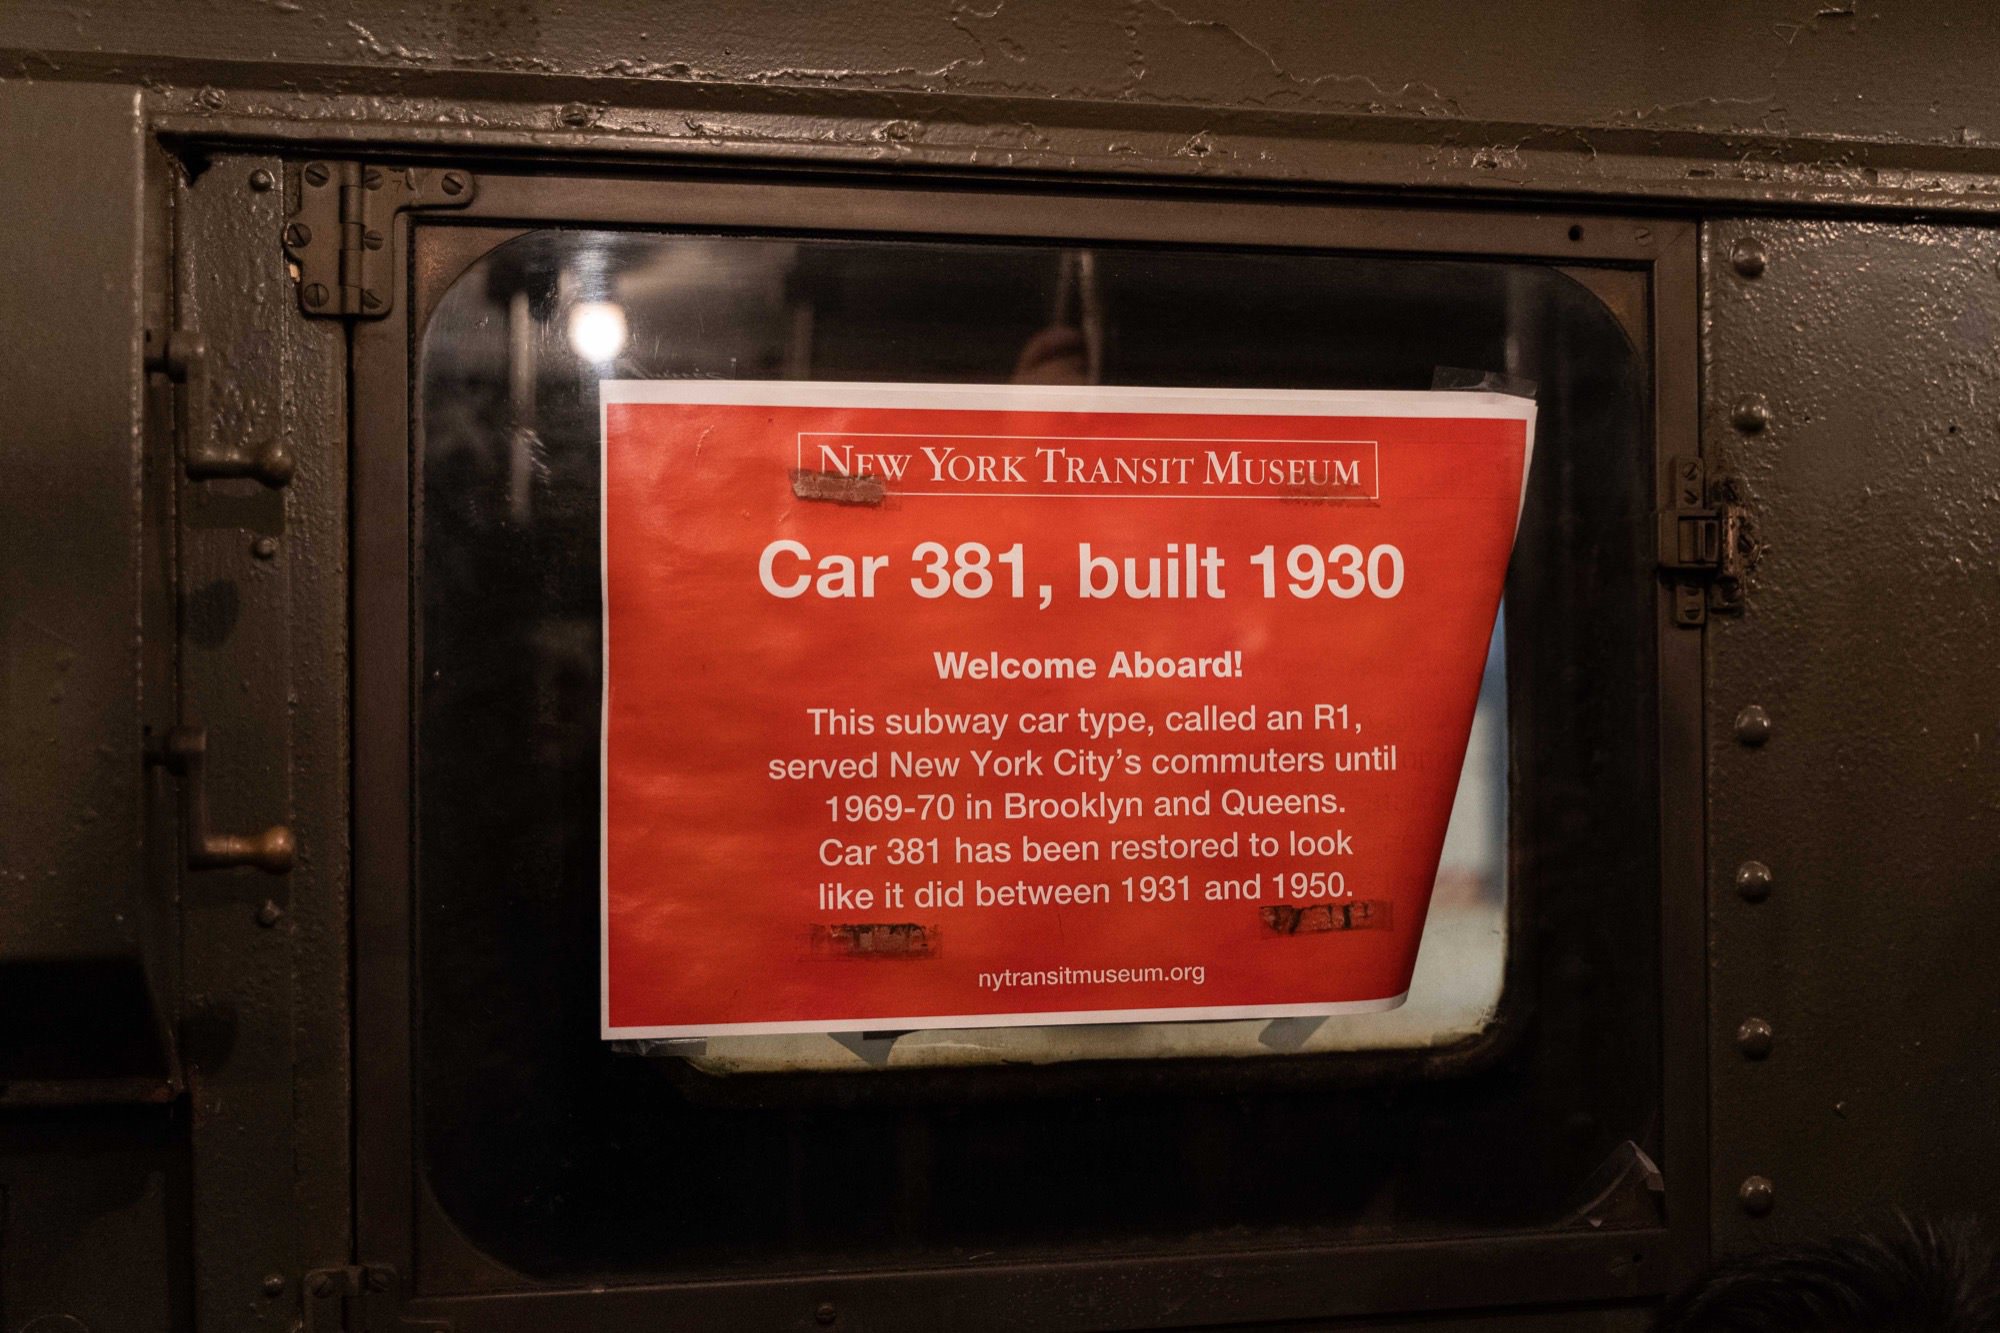 NEW YORK TRANSIT MUSEUM
Car 381, built 1930
Welcome Aboard!
This subway car type, called an R1,
served New York City's commuters until
1969-70 in Brooklyn and Queens.
Car 381 has been restored to look
like it did between 1931 and 1950.
nytransitmuseum.org